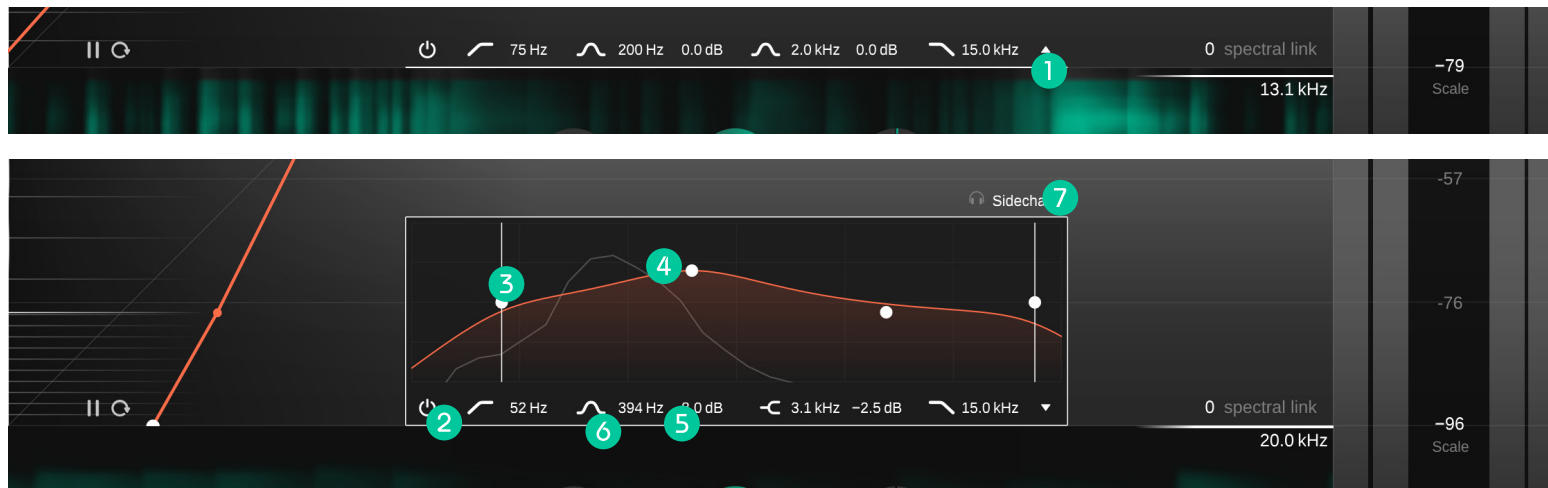 75 Hz 200 Hz 0.0 dB 2.0 kHz 0.0 dB 15.0 kHz 0 spectral link −79
1
13.1 kHz Scale
-57
7
4
3
-76
52 Hz 394 Hz 3.1 kHz −2.5 dB 15.0 kHz 0 spectral link −96
2 6 5
20.0 kHz Scale